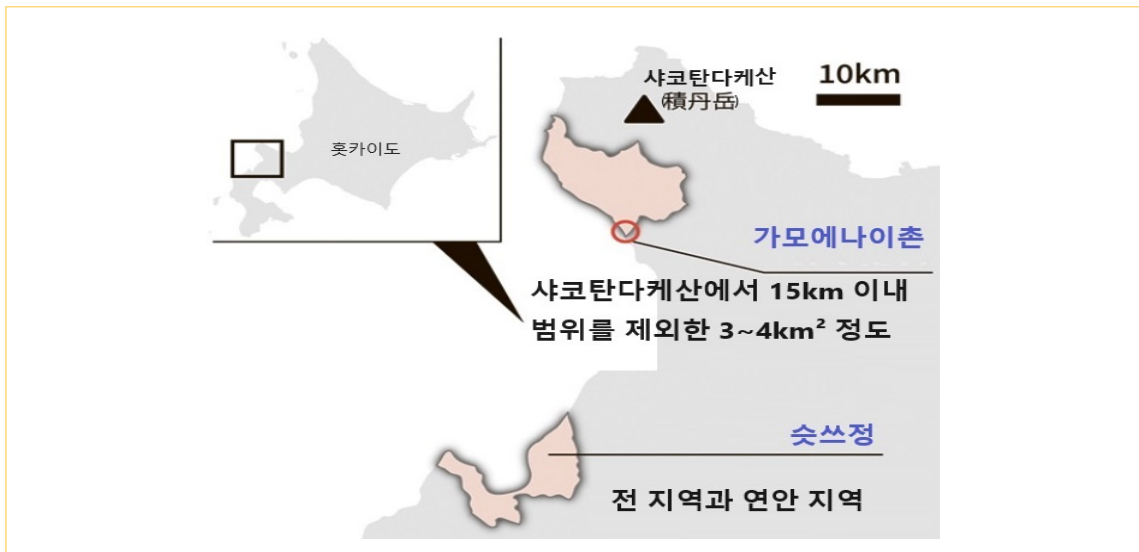 홋카이도
샤코탄다케산
(積丹岳)
10km
가모에나이촌
샤코탄다케산에서 15km 이내
범위를 제외한 3~4km² 정도
슷쓰정
전 지역과 연안 지역